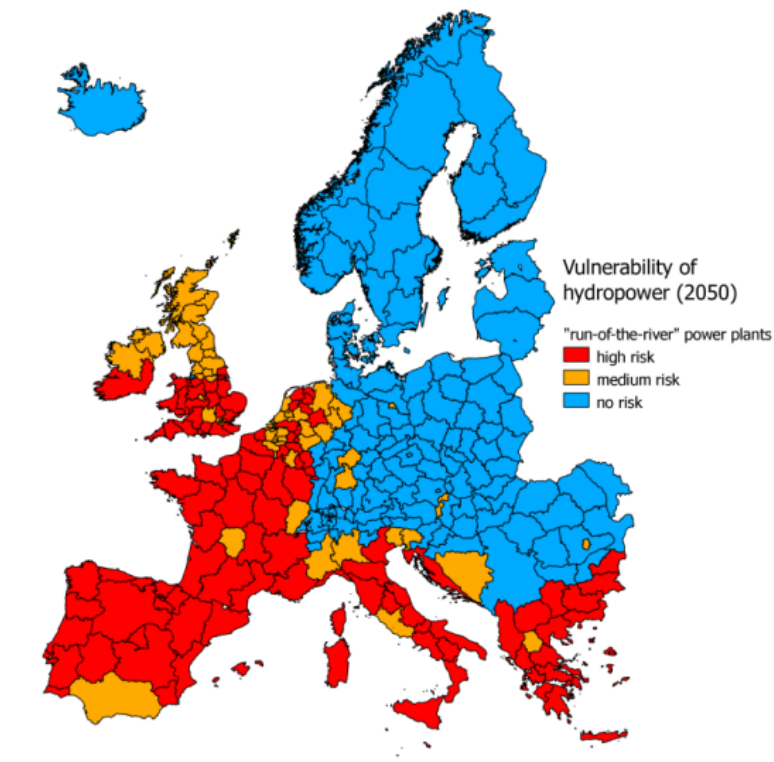 Vulnerability of
hydropower (2050)
"run-of-the-river" power plants
high risk
medium risk
no risk